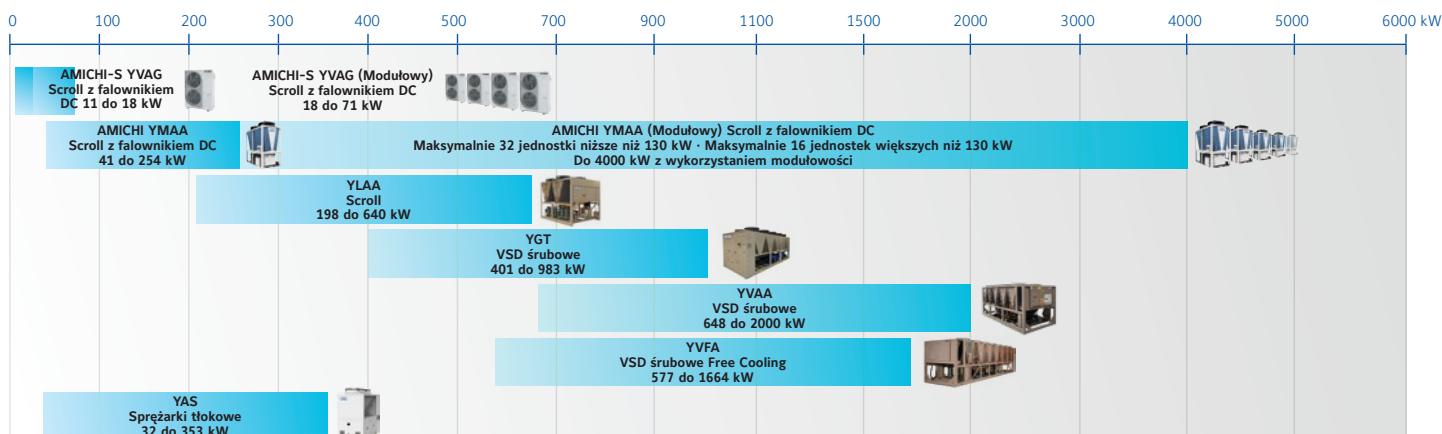 0 100 200 300 400 500 700 900 1100 1500 2000 3000 4000 5000 6000 kW
AMICHI-S YVAG
Scroll z falownikiem
DC 11 do 18 kW
AMICHI-S YVAG (Modułowy)
Scroll z falownikiem DC
18 do 71 kW
AMICHI YMAA
Scroll z falownikiem DC
41 do 254 kW
AMICHI YMAA (Modułowy) Scroll z falownikiem DC
Maksymalnie 32 jednostki niższe niż 130 kW · Maksymalnie 16 jednostek większych niż 130 kW
Do 4000 kW z wykorzystaniem modułowości
YLAA
Scroll
198 do 640 kW
YGT
VSD śrubowe
401 do 983 kW
YVAA
VSD śrubowe
648 do 2000 kW
YVFA
VSD śrubowe Free Cooling
577 do 1664 kW
YAS
Sprężarki tłokowe
32 do 353 kW